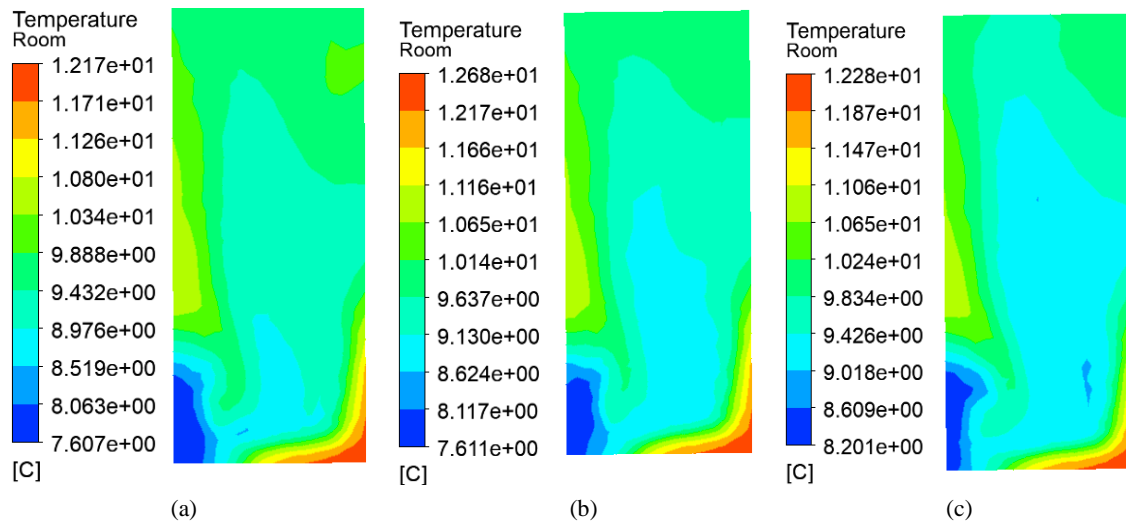 Temperature
Room
1.217e+01
1.171e+01
1.126e+01
1.080e+01
1.034e+01
9.888e+00
9.432e+00
8.976e+00
8.519e+00
8.063e+00
7.607e+00
[C]
(a)
Temperature
Room
1.268e+01
1.217e+01
1.166e+01
1.116e+01
1.065e+01
1.014e+01
9.637e+00
9.130e+00
8.624e+00
8.117e+00
7.611e+00
[C]
(b)
Temperature
Room
1.228e+01
1.187e+01
1.147e+01
1.106e+01
1.065e+01
1.024e+01
9.834e+00
9.426e+00
9.018e+00
8.609e+00
8.201e+00
[C]
(c)